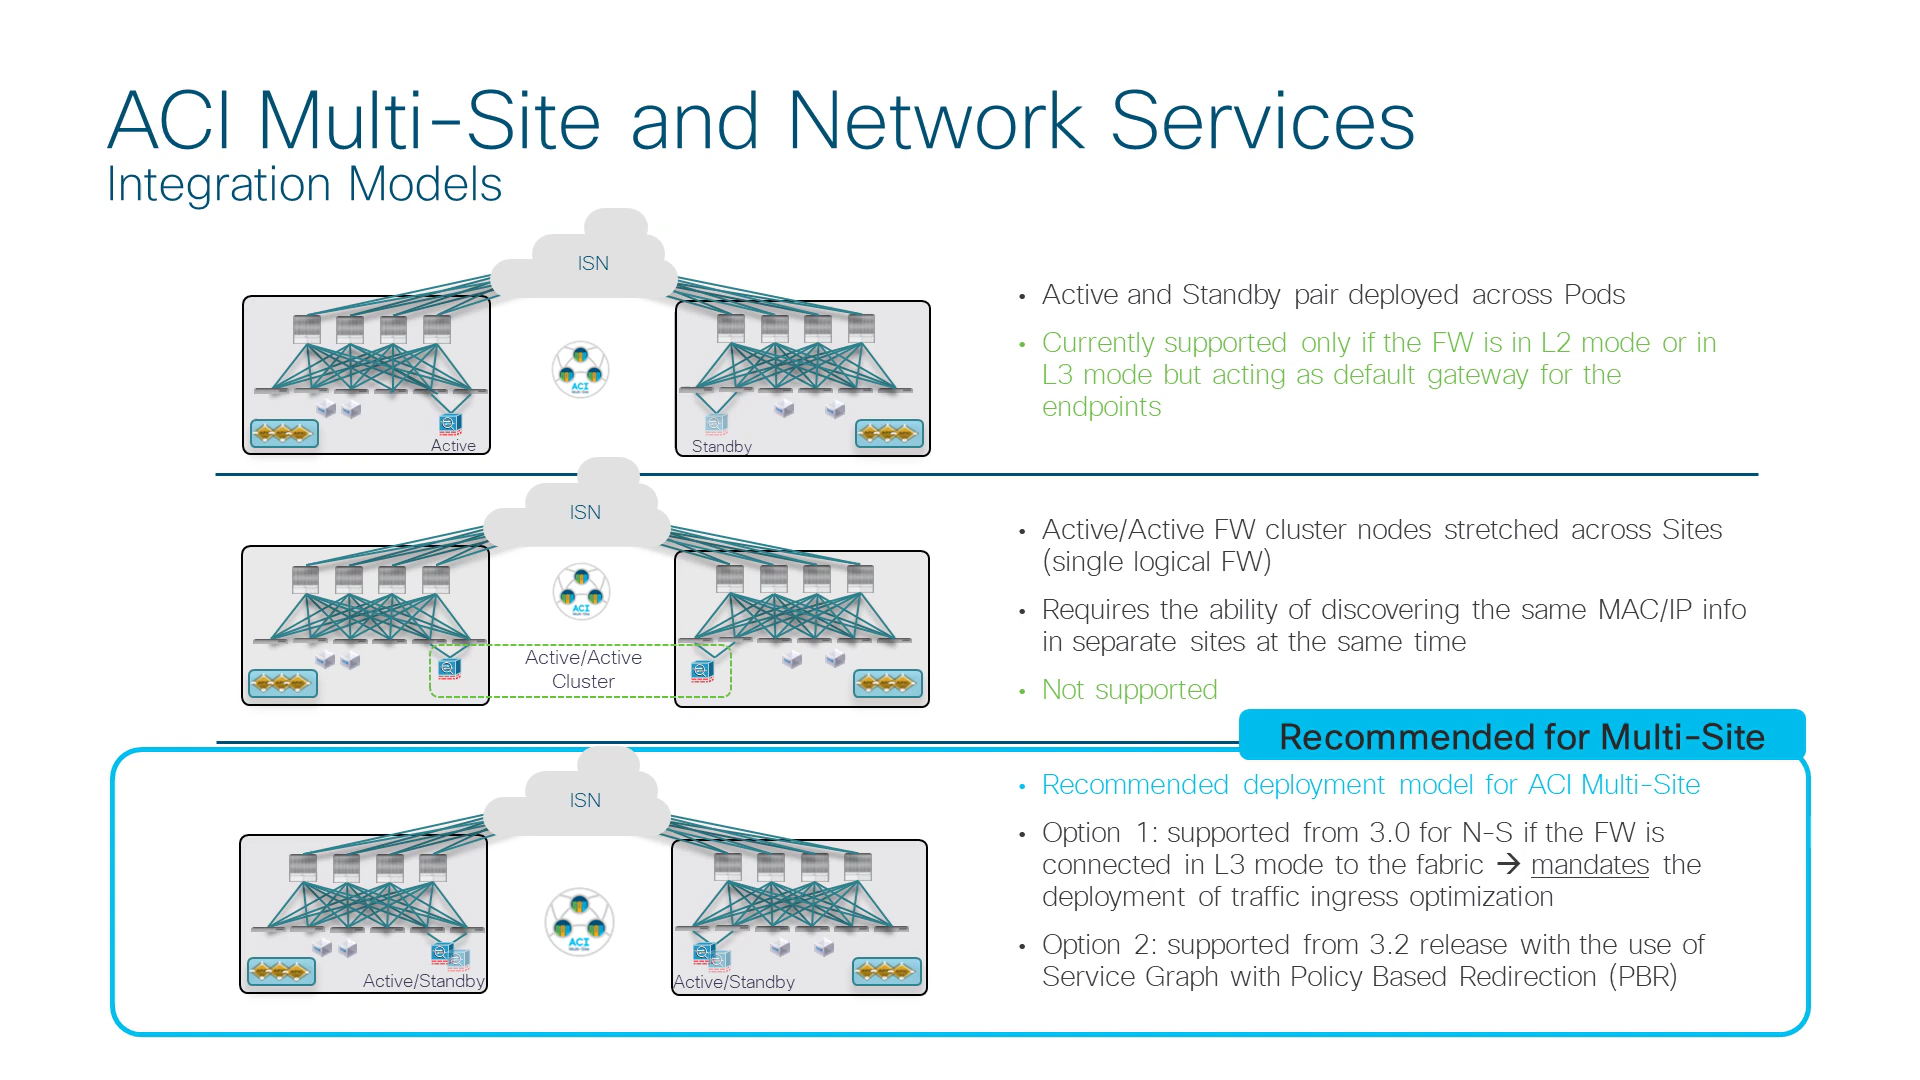 ACI Multi-Site and Network Services
Integration Models
ISN
ACI
Active
Standby
• Active and Standby pair deployed across Pods
• Currently supported only if the FW is in L2 mode or in
L3 mode but acting as default gateway for the
endpoints
ISN
ACI
Active/Active
Cluster
• Active/Active FW cluster nodes stretched across Sites
(single logical FW)
• Requires the ability of discovering the same MAC/IP info
in separate sites at the same time
• Not supported
Recommended for Multi-Site
ISN
ACI
Active/Standby
Active/Standby
• Recommended deployment model for ACI Multi-Site
• Option 1: supported from 3.0 for N-S if the FW is
connected in L3 mode to the fabric → mandates the
deployment of traffic ingress optimization
• Option 2: supported from 3.2 release with the use of
Service Graph with Policy Based Redirection (PBR)